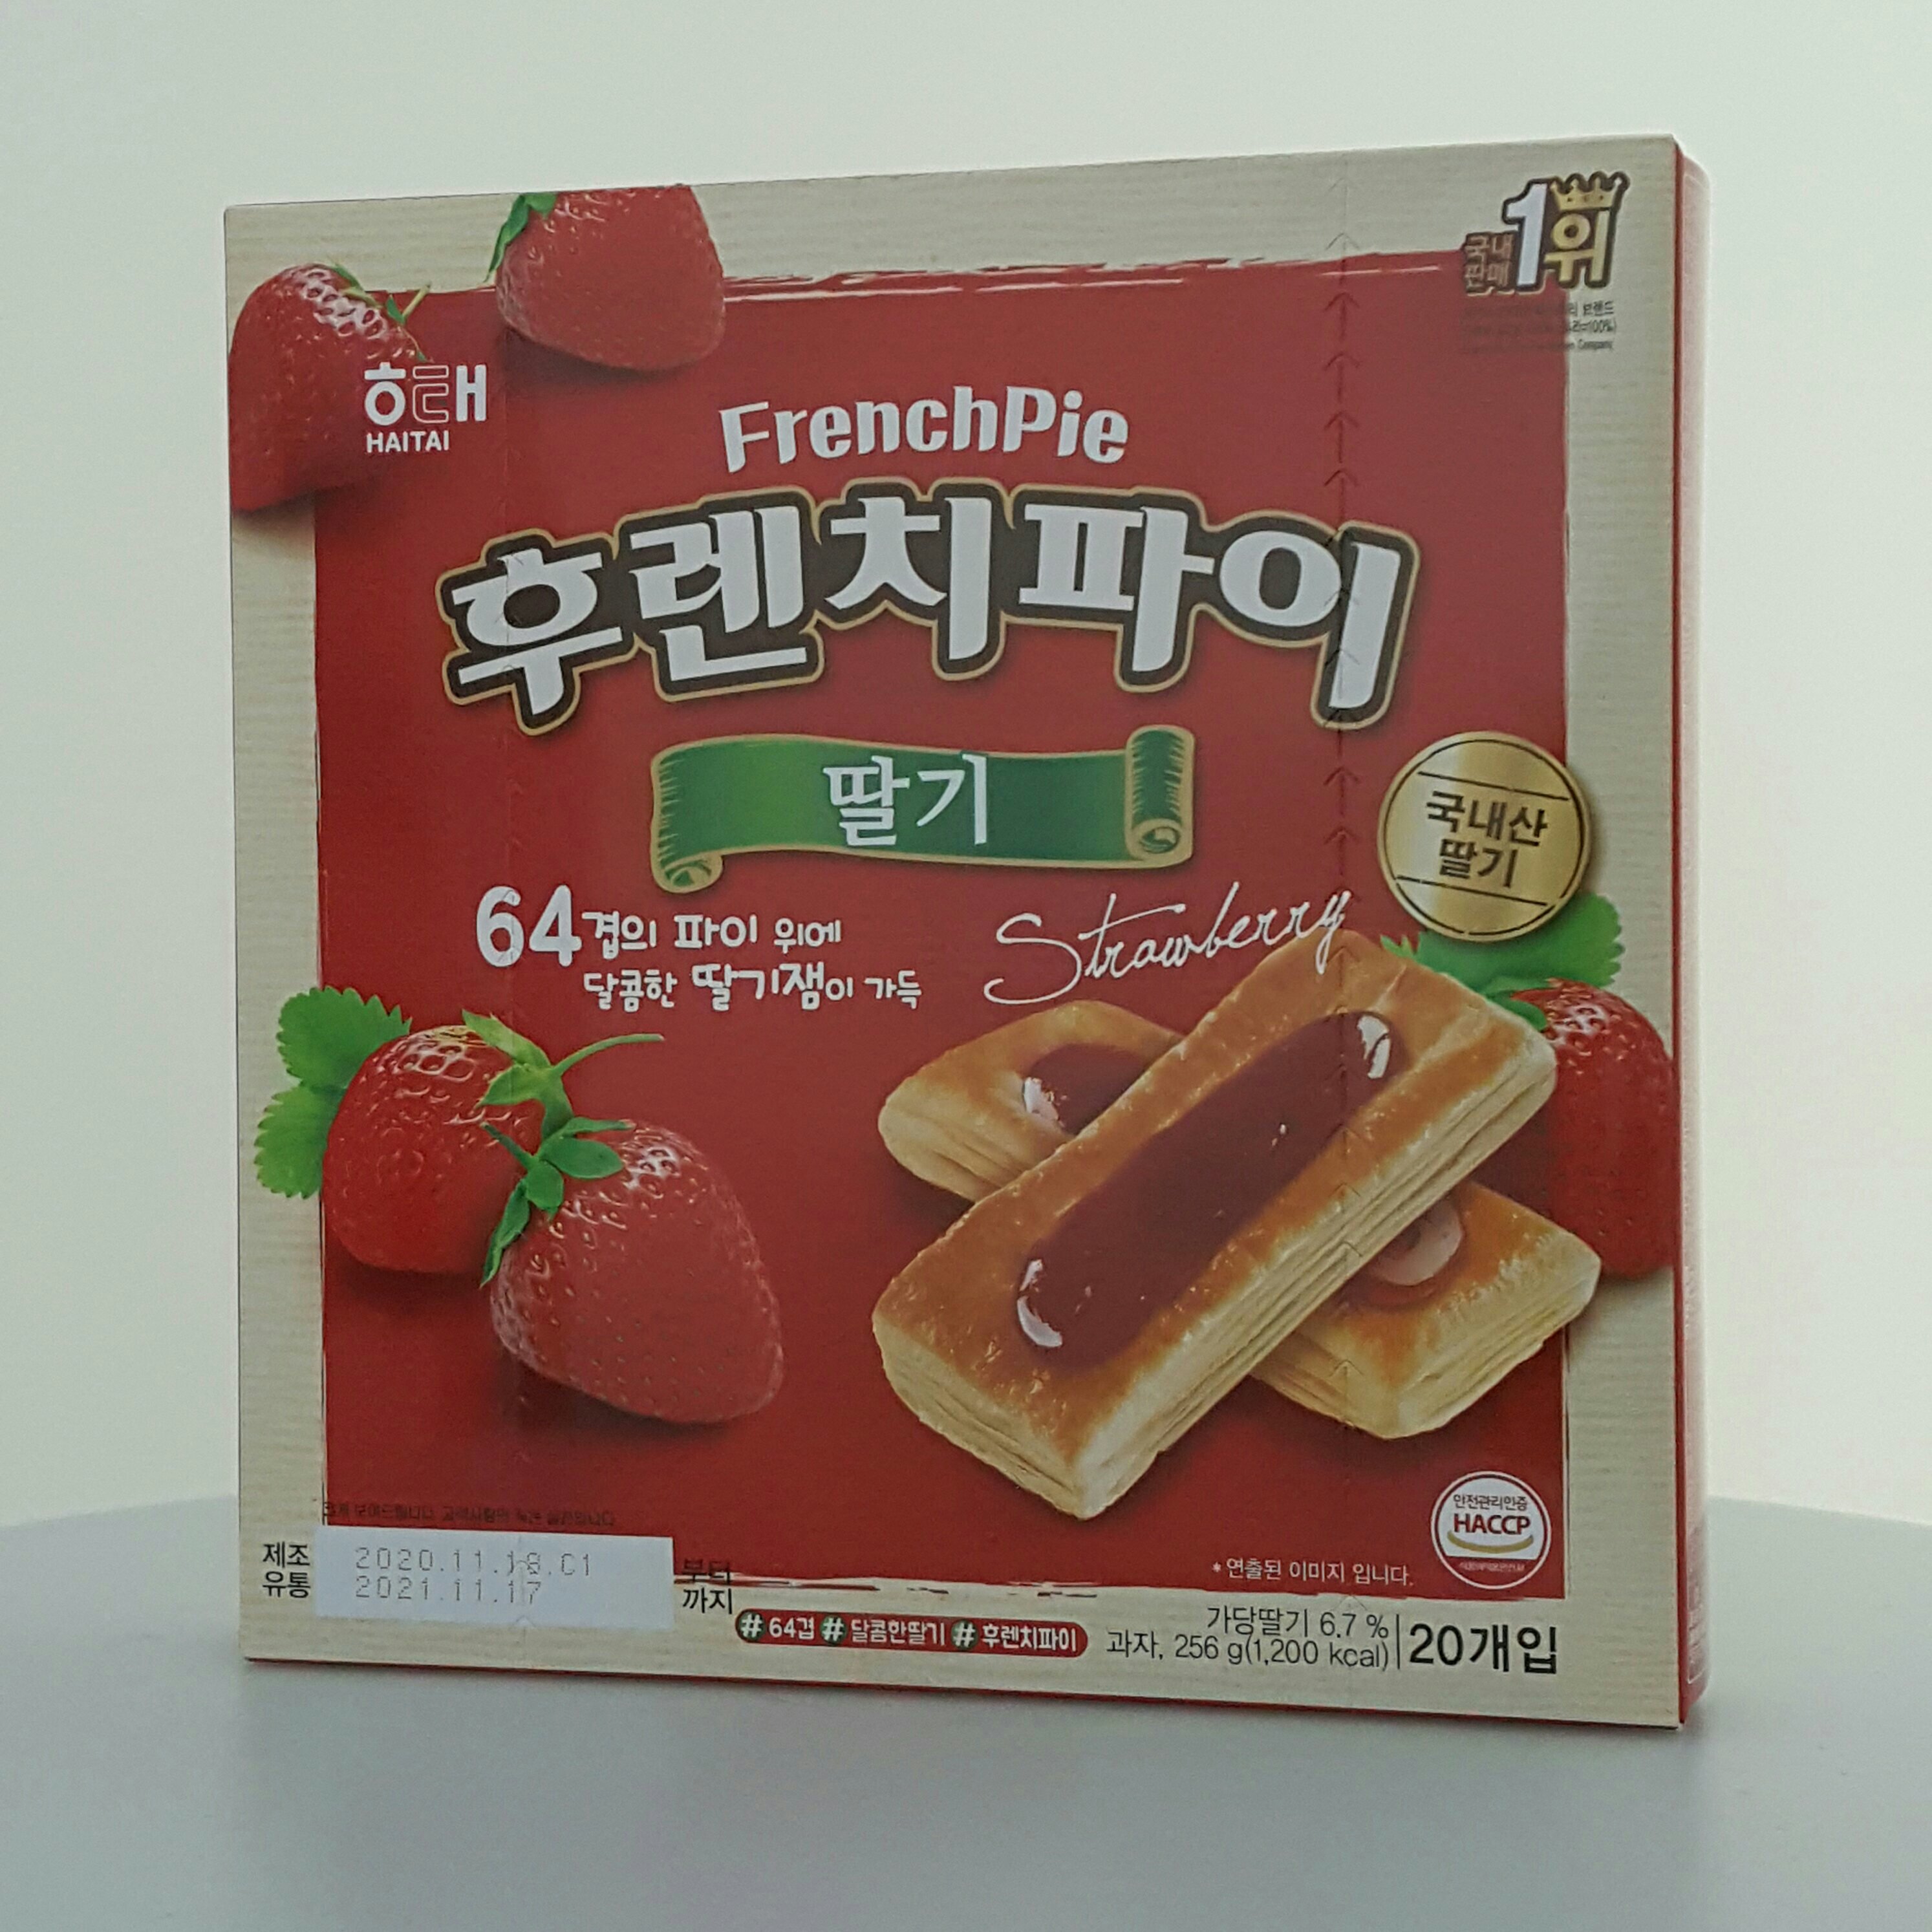 국내
판매
1위
브랜드
해태
HAITAI
FrenchPie
후렌치파이
딸기
국내산
딸기
64겹의 파이 위에
달콤한 딸기잼이 가득
Strawberry
안전관리인증
HACCP
*연출된 이미지 입니다.
제조 2020.11.18.C1 부터
유통 2021.11.17 까지
#64겹 #달콤한딸기 #후렌치파이
가당딸기 6.7 %
과자, 256 g(1,200 kcal)
20개입